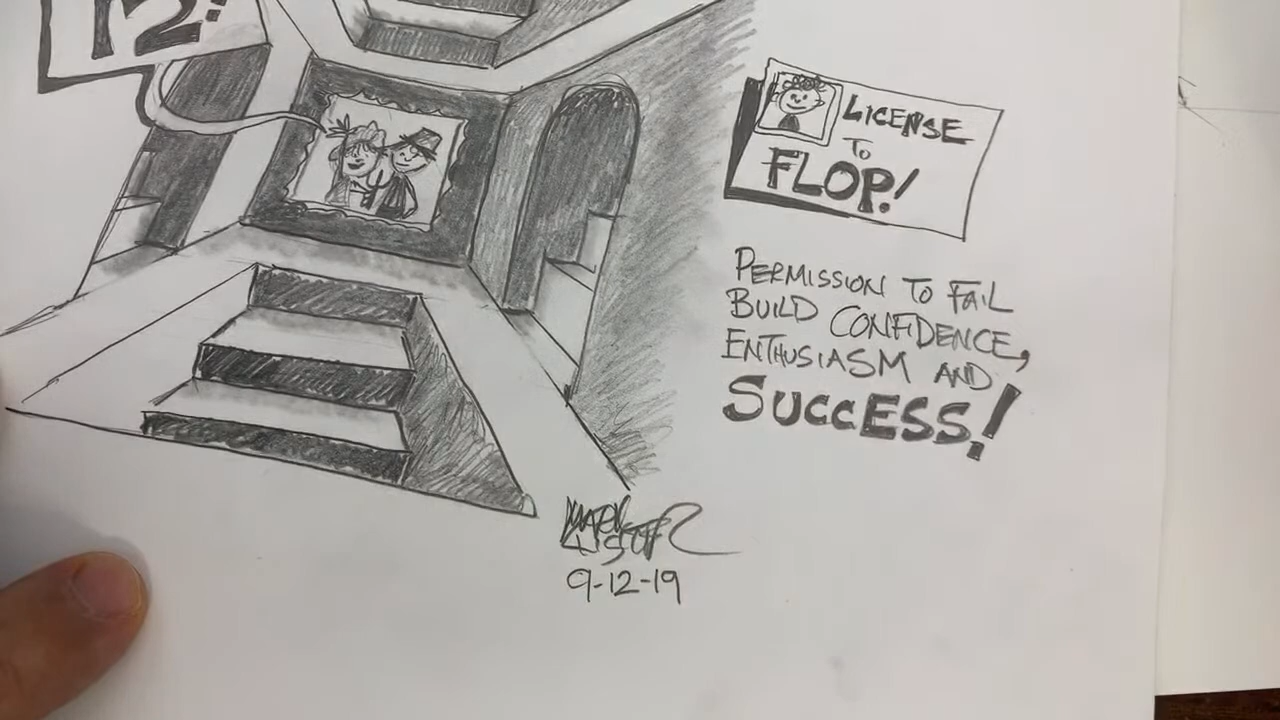 12:
LICENSE
TO
FLOP!
PERMISSION TO FAIL
BUILD CONFIDENCE,
ENTHUSIASM AND
SUCCESS!
9-12-19